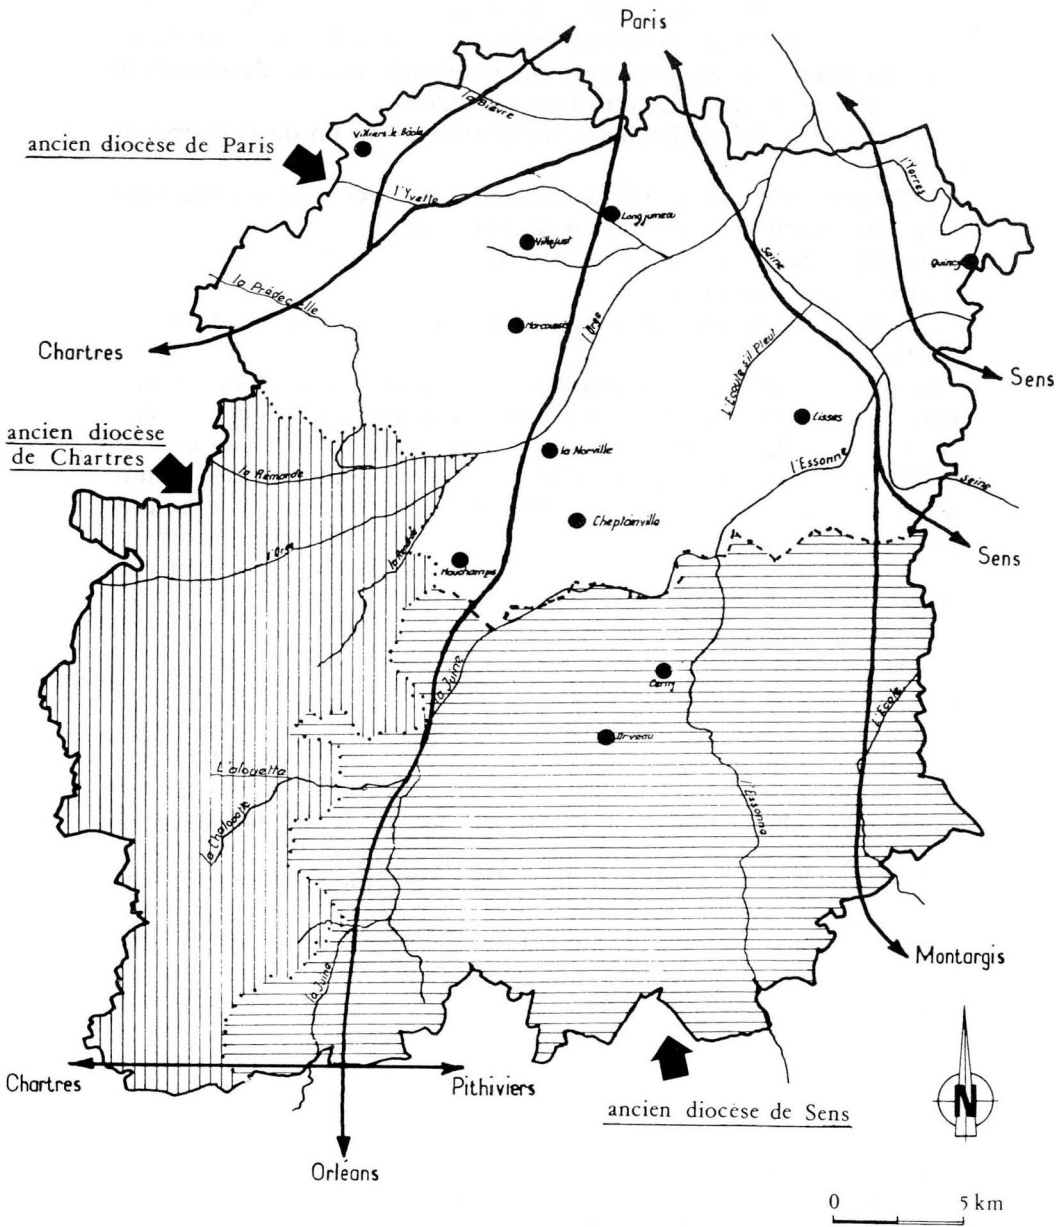 Paris
la Bièvre
Villiers-le-Bâcle
ancien diocèse de Paris
l'Yvette
l'Yerres
Longjumeau
Villejust
Seine
Quincy
la Prédecelle
Marcoussis
l'Orge
Chartres
L'Ecoute s'il Pleut
Sens
Lisses
ancien diocèse
de Chartres
la Norville
la Rémarde
l'Essonne
Seine
Cheptainville
l'Orge
Sens
Mauchamps
la Juine
Cerny
l'Ecole
Orveau
L'alouette
l'Essonne
la Chalouette
Montargis
la Juine
Chartres
Pithiviers
N
ancien diocèse de Sens
Orléans
0
5 km